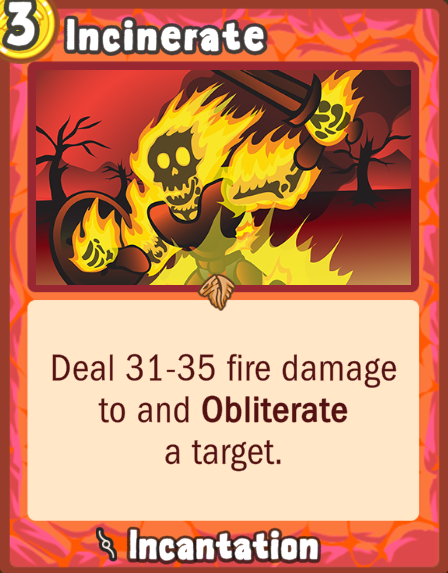 3
Incinerate
Deal 31-35 fire damage
to and Obliterate
a target.
Incantation